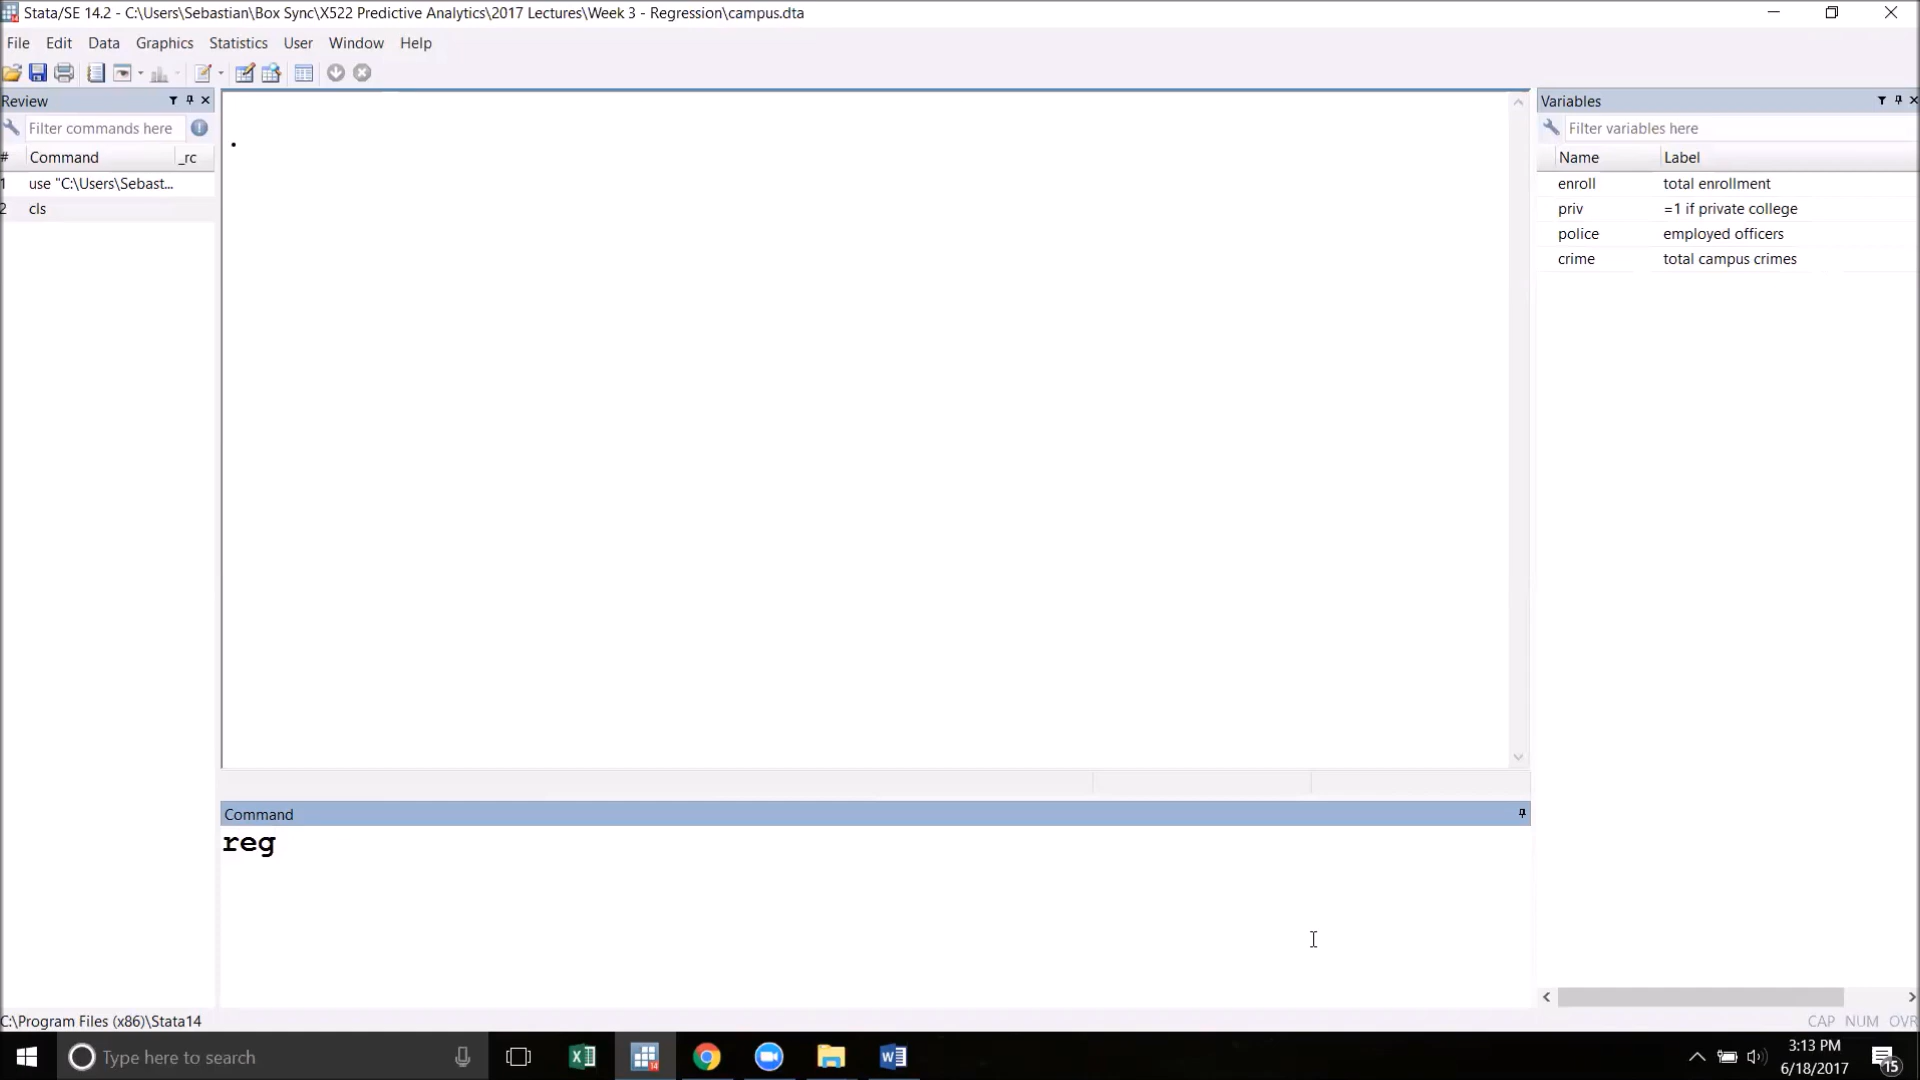 Stata/SE 14.2 - C:\Users\Sebastian\Box Sync\X522 Predictive Analytics\2017 Lectures\Week 3 - Regression\campus.dta
File Edit Data Graphics Statistics User Window Help
Review
Filter commands here
# Command _rc
1 use "C:\Users\Sebast...
2 cls
.
Variables
Filter variables here
Name Label
enroll total enrollment
priv =1 if private college
police employed officers
crime total campus crimes
Command
reg
C:\Program Files (x86)\Stata14
CAP NUM OVR
Type here to search
3:13 PM
6/18/2017
15